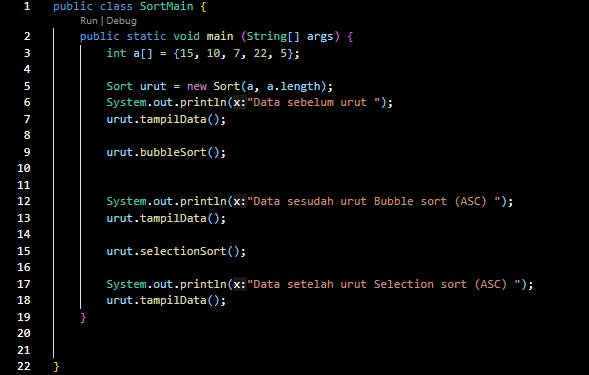 1 public class SortMain {
Run | Debug
2 public static void main (String[] args) {
3 int a[] = {15, 10, 7, 22, 5};
4
5 Sort urut = new Sort(a, a.length);
6 System.out.println(x:"Data sebelum urut ");
7 urut.tampilData();
8
9 urut.bubbleSort();
10
11
12 System.out.println(x:"Data sesudah urut Bubble sort (ASC) ");
13 urut.tampilData();
14
15 urut.selectionSort();
16
17 System.out.println(x:"Data setelah urut Selection sort (ASC) ");
18 urut.tampilData();
19 }
20
21
22 }